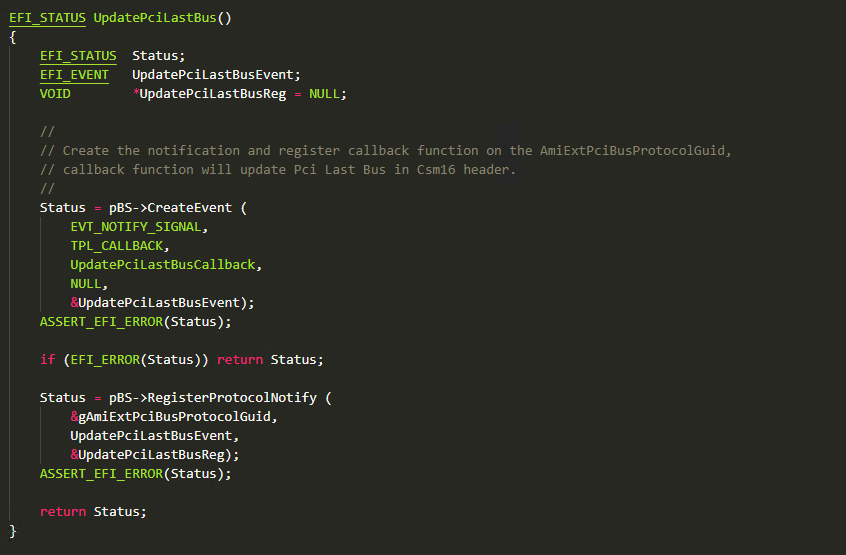 EFI_STATUS UpdatePciLastBus()
{
    EFI_STATUS  Status;
    EFI_EVENT   UpdatePciLastBusEvent;
    VOID        *UpdatePciLastBusReg = NULL;
    //
    // Create the notification and register callback function on the AmiExtPciBusProtocolGuid,
    // callback function will update Pci Last Bus in Csm16 header.
    //
    Status = pBS->CreateEvent (
        EVT_NOTIFY_SIGNAL,
        TPL_CALLBACK,
        UpdatePciLastBusCallback,
        NULL,
        &UpdatePciLastBusEvent);
    ASSERT_EFI_ERROR(Status);
    if (EFI_ERROR(Status)) return Status;
    Status = pBS->RegisterProtocolNotify (
        &gAmiExtPciBusProtocolGuid,
        UpdatePciLastBusEvent,
        &UpdatePciLastBusReg);
    ASSERT_EFI_ERROR(Status);
    return Status;
}